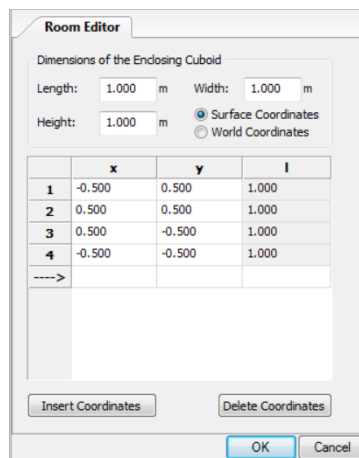 Room Editor
Dimensions of the Enclosing Cuboid
Length: 1.000 m Width: 1.000 m
Height: 1.000 m Surface Coordinates
World Coordinates
x y l
1 -0.500 0.500 1.000
2 0.500 0.500 1.000
3 0.500 -0.500 1.000
4 -0.500 -0.500 1.000
---->
Insert Coordinates Delete Coordinates
OK Cancel